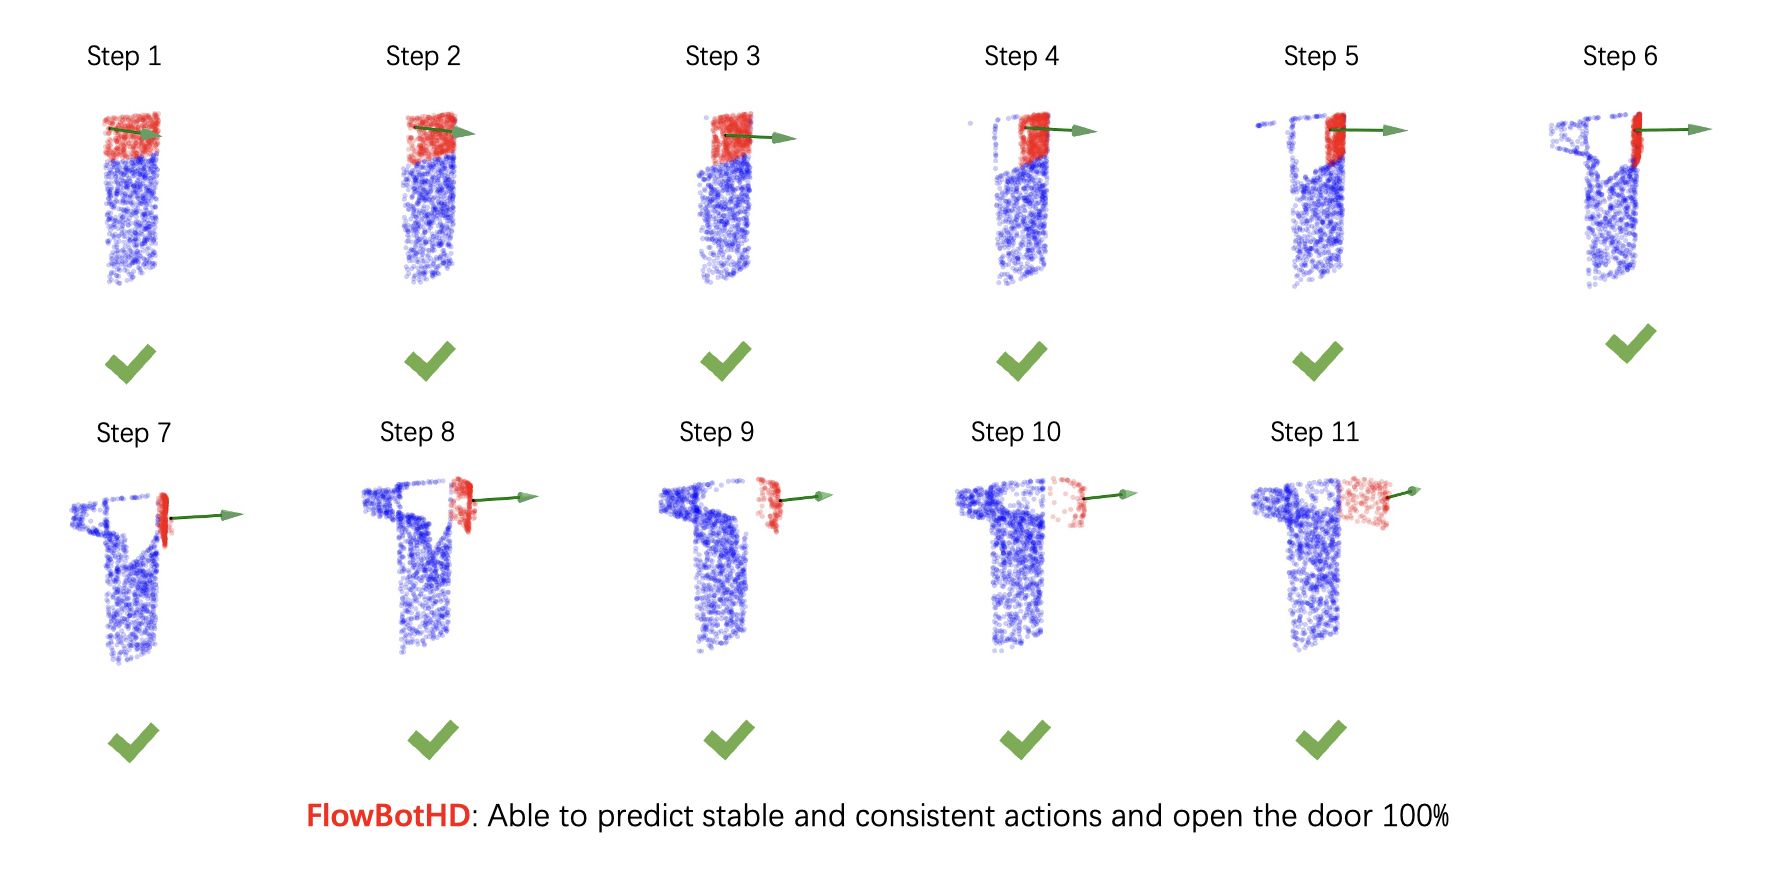 Step 1
Step 2
Step 3
Step 4
Step 5
Step 6
Step 7
Step 8
Step 9
Step 10
Step 11
FlowBotHD: Able to predict stable and consistent actions and open the door 100%